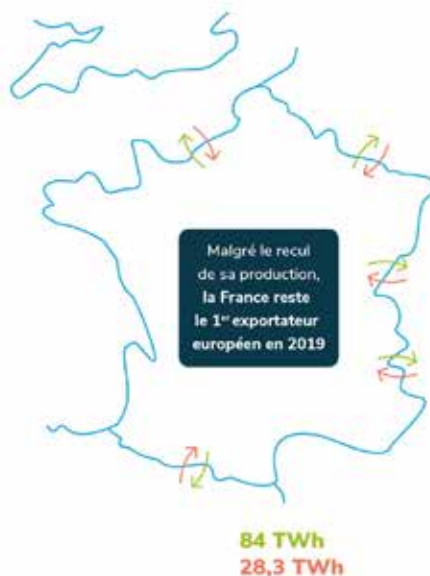 Malgré le recul
de sa production,
la France reste
le 1er exportateur
européen en 2019
84 TWh
28,3 TWh